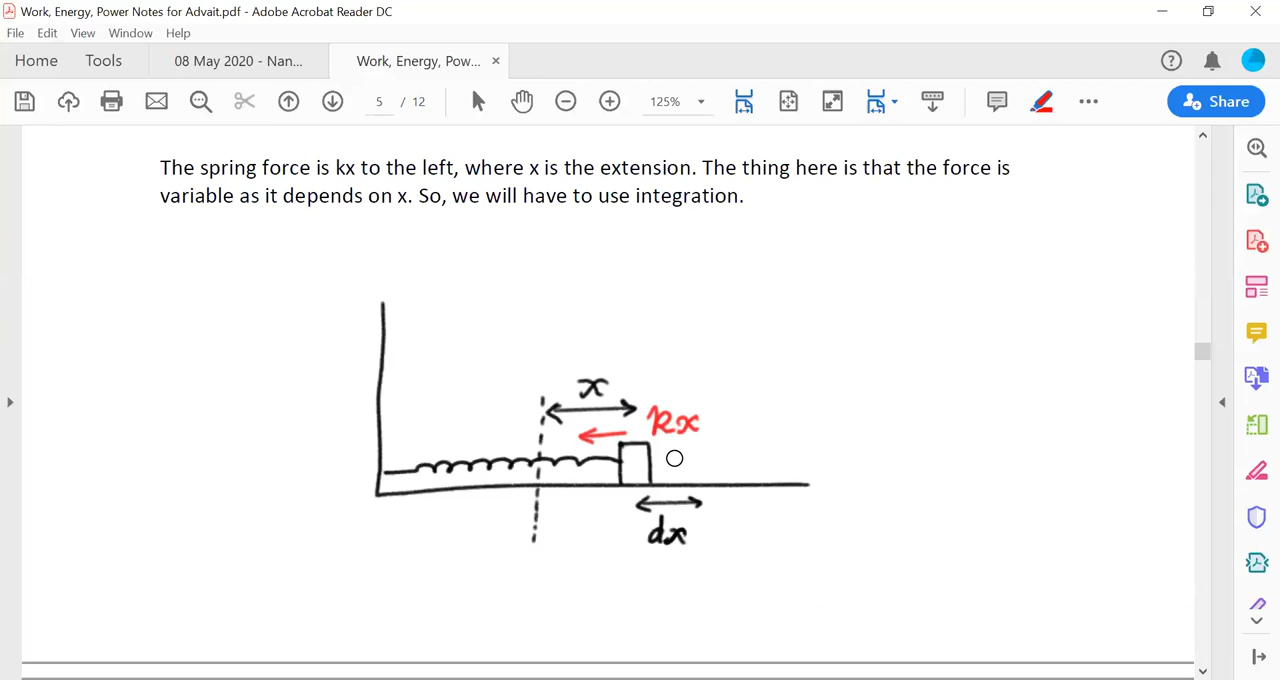 Work, Energy, Power Notes for Advait.pdf - Adobe Acrobat Reader DC
File Edit View Window Help
Home Tools 08 May 2020 - Nan... Work, Energy, Pow... ×
5 / 12 125% Share
The spring force is kx to the left, where x is the extension. The thing here is that the force is
variable as it depends on x. So, we will have to use integration.
x
kx
dx